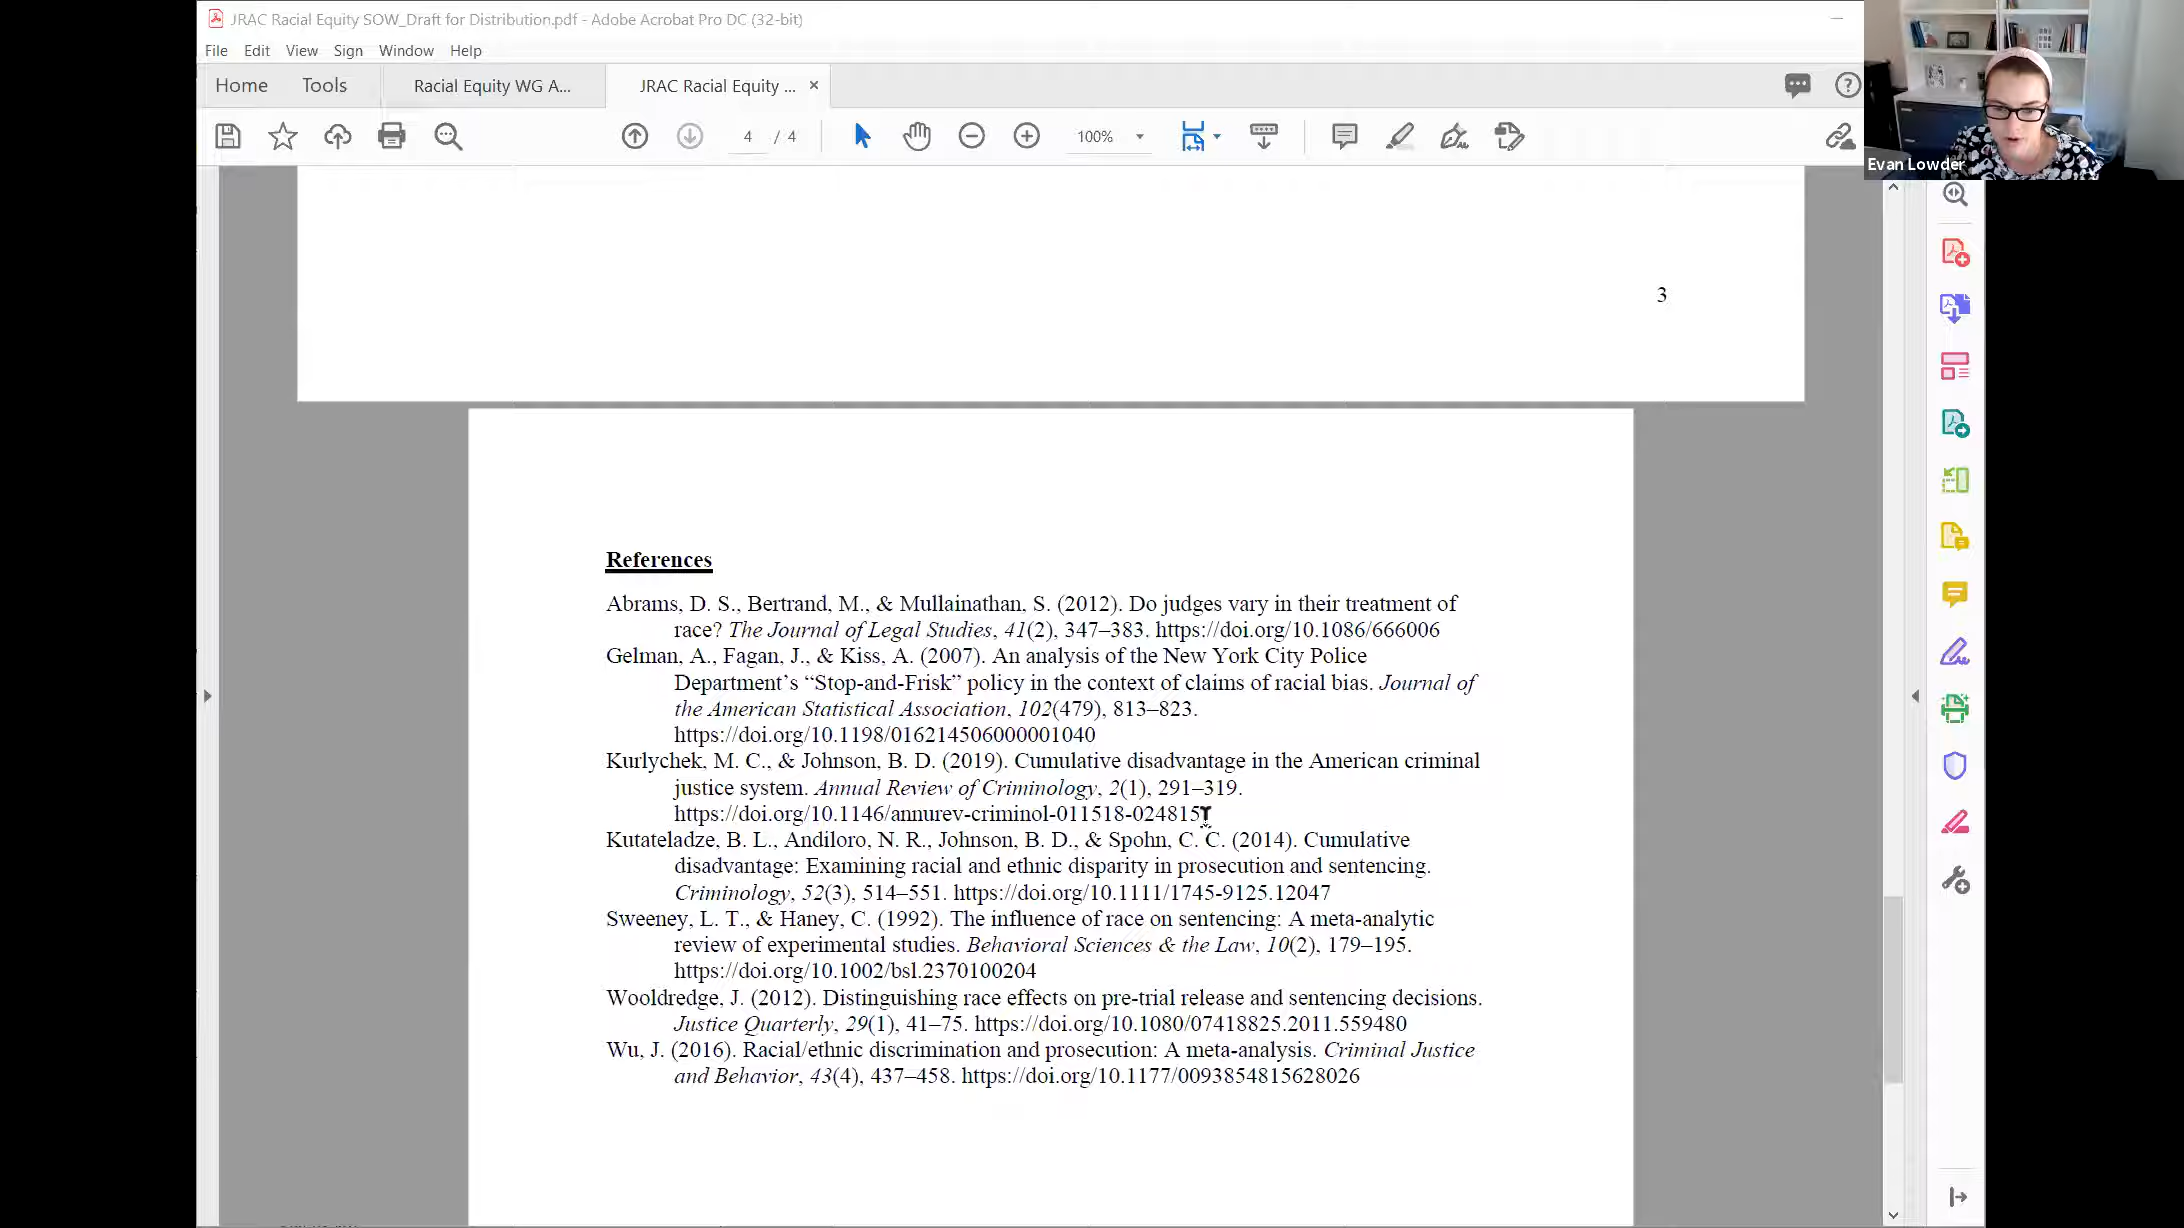 JRAC Racial Equity SOW_Draft for Distribution.pdf - Adobe Acrobat Pro DC (32-bit)
File Edit View Sign Window Help
Home Tools Racial Equity WG A... JRAC Racial Equity ... ×
4 / 4 100%
Evan Lowder
3
References
Abrams, D. S., Bertrand, M., & Mullainathan, S. (2012). Do judges vary in their treatment of
race? The Journal of Legal Studies, 41(2), 347–383. https://doi.org/10.1086/666006
Gelman, A., Fagan, J., & Kiss, A. (2007). An analysis of the New York City Police
Department’s “Stop-and-Frisk” policy in the context of claims of racial bias. Journal of
the American Statistical Association, 102(479), 813–823.
https://doi.org/10.1198/016214506000001040
Kurlychek, M. C., & Johnson, B. D. (2019). Cumulative disadvantage in the American criminal
justice system. Annual Review of Criminology, 2(1), 291–319.
https://doi.org/10.1146/annurev-criminol-011518-024815
Kutateladze, B. L., Andiloro, N. R., Johnson, B. D., & Spohn, C. C. (2014). Cumulative
disadvantage: Examining racial and ethnic disparity in prosecution and sentencing.
Criminology, 52(3), 514–551. https://doi.org/10.1111/1745-9125.12047
Sweeney, L. T., & Haney, C. (1992). The influence of race on sentencing: A meta-analytic
review of experimental studies. Behavioral Sciences & the Law, 10(2), 179–195.
https://doi.org/10.1002/bsl.2370100204
Wooldredge, J. (2012). Distinguishing race effects on pre-trial release and sentencing decisions.
Justice Quarterly, 29(1), 41–75. https://doi.org/10.1080/07418825.2011.559480
Wu, J. (2016). Racial/ethnic discrimination and prosecution: A meta-analysis. Criminal Justice
and Behavior, 43(4), 437–458. https://doi.org/10.1177/0093854815628026